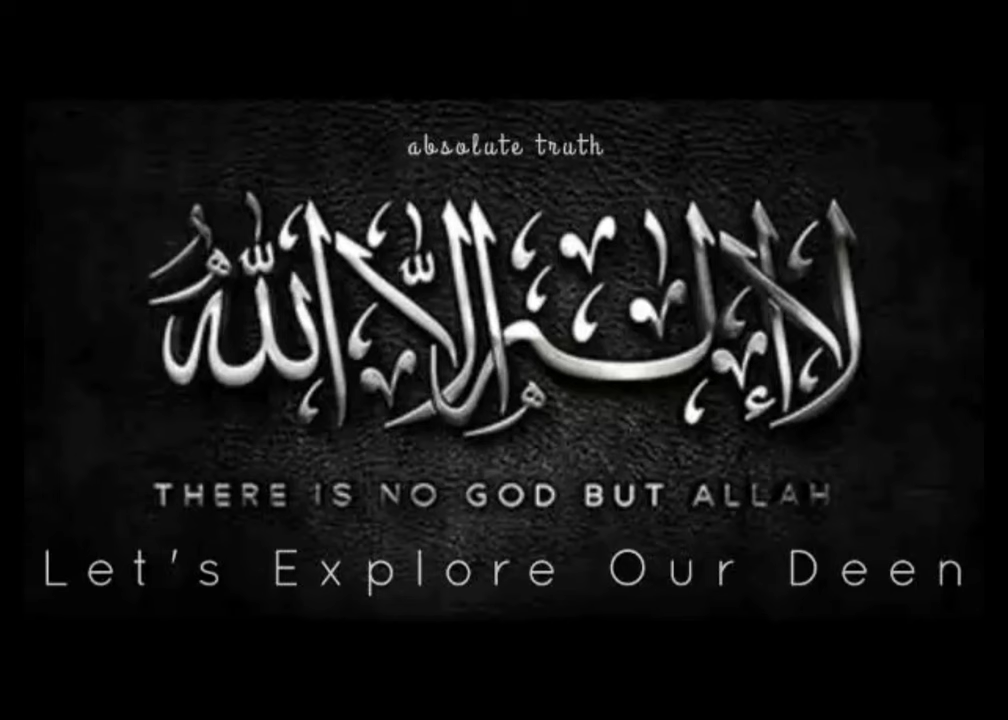 absolute truth
لا إله إلا الله
THERE IS NO GOD BUT ALLAH
Let's Explore Our Deen